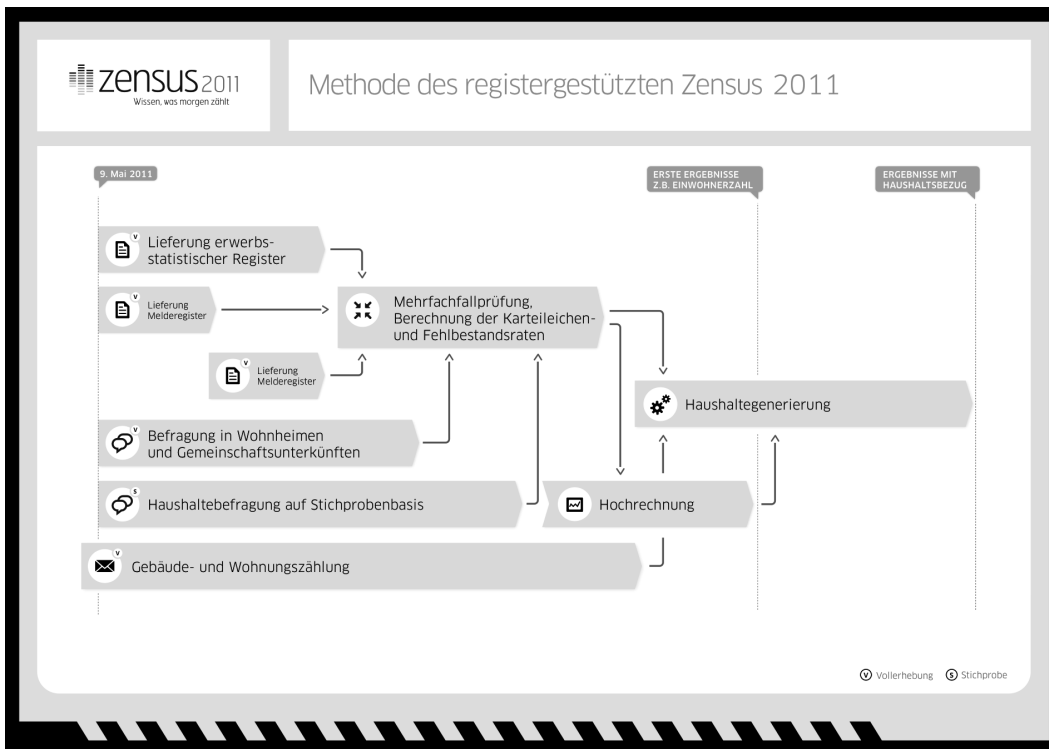 zensus 2011
Wissen, was morgen zählt
Methode des registergestützten Zensus 2011
9. Mai 2011
ERSTE ERGEBNISSE
Z.B. EINWOHNERZAHL
ERGEBNISSE MIT
HAUSHALTSBEZUG
V
Lieferung erwerbs-
statistischer Register
V
Lieferung
Melderegister
Mehrfachfallprüfung,
Berechnung der Karteileichen-
und Fehlbestandsraten
V
Lieferung
Melderegister
Haushaltegenerierung
V
Befragung in Wohnheimen
und Gemeinschaftsunterkünften
S
Haushaltebefragung auf Stichprobenbasis
Hochrechnung
V
Gebäude- und Wohnungszählung
V Vollerhebung S Stichprobe